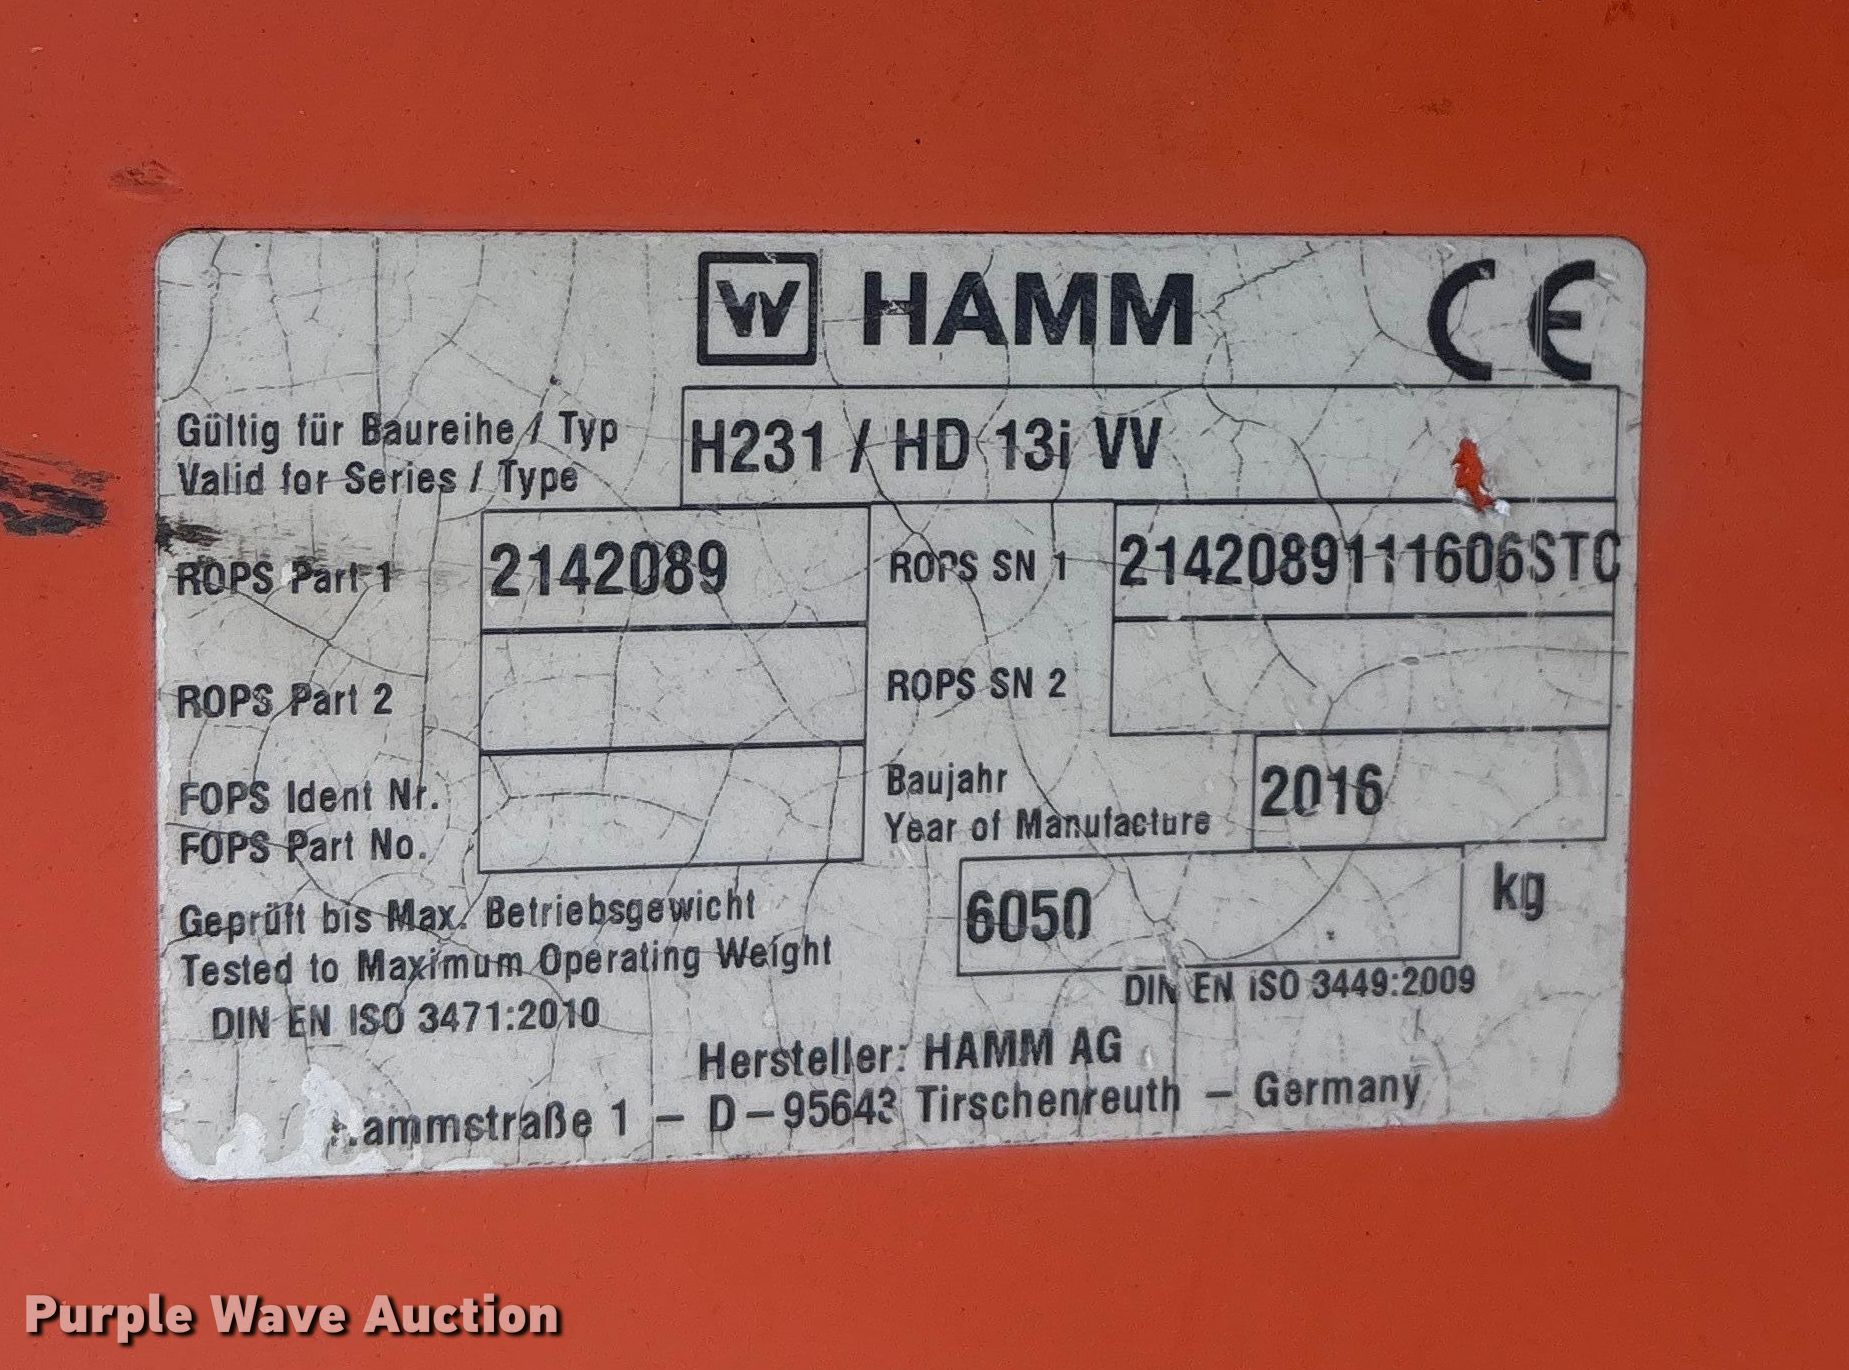 W HAMM CE
Gültig für Baureihe / Typ
Valid for Series / Type
H231 / HD 13i VV
ROPS Part 1
2142089
ROPS SN 1
2142089111606STC
ROPS Part 2
ROPS SN 2
FOPS Ident Nr.
FOPS Part No.
Baujahr
Year of Manufacture
2016
Geprüft bis Max. Betriebsgewicht
Tested to Maximum Operating Weight
6050
kg
DIN EN ISO 3471:2010
DIN EN ISO 3449:2009
Hersteller: HAMM AG
Hammstraße 1 – D – 95643 Tirschenreuth – Germany
Purple Wave Auction